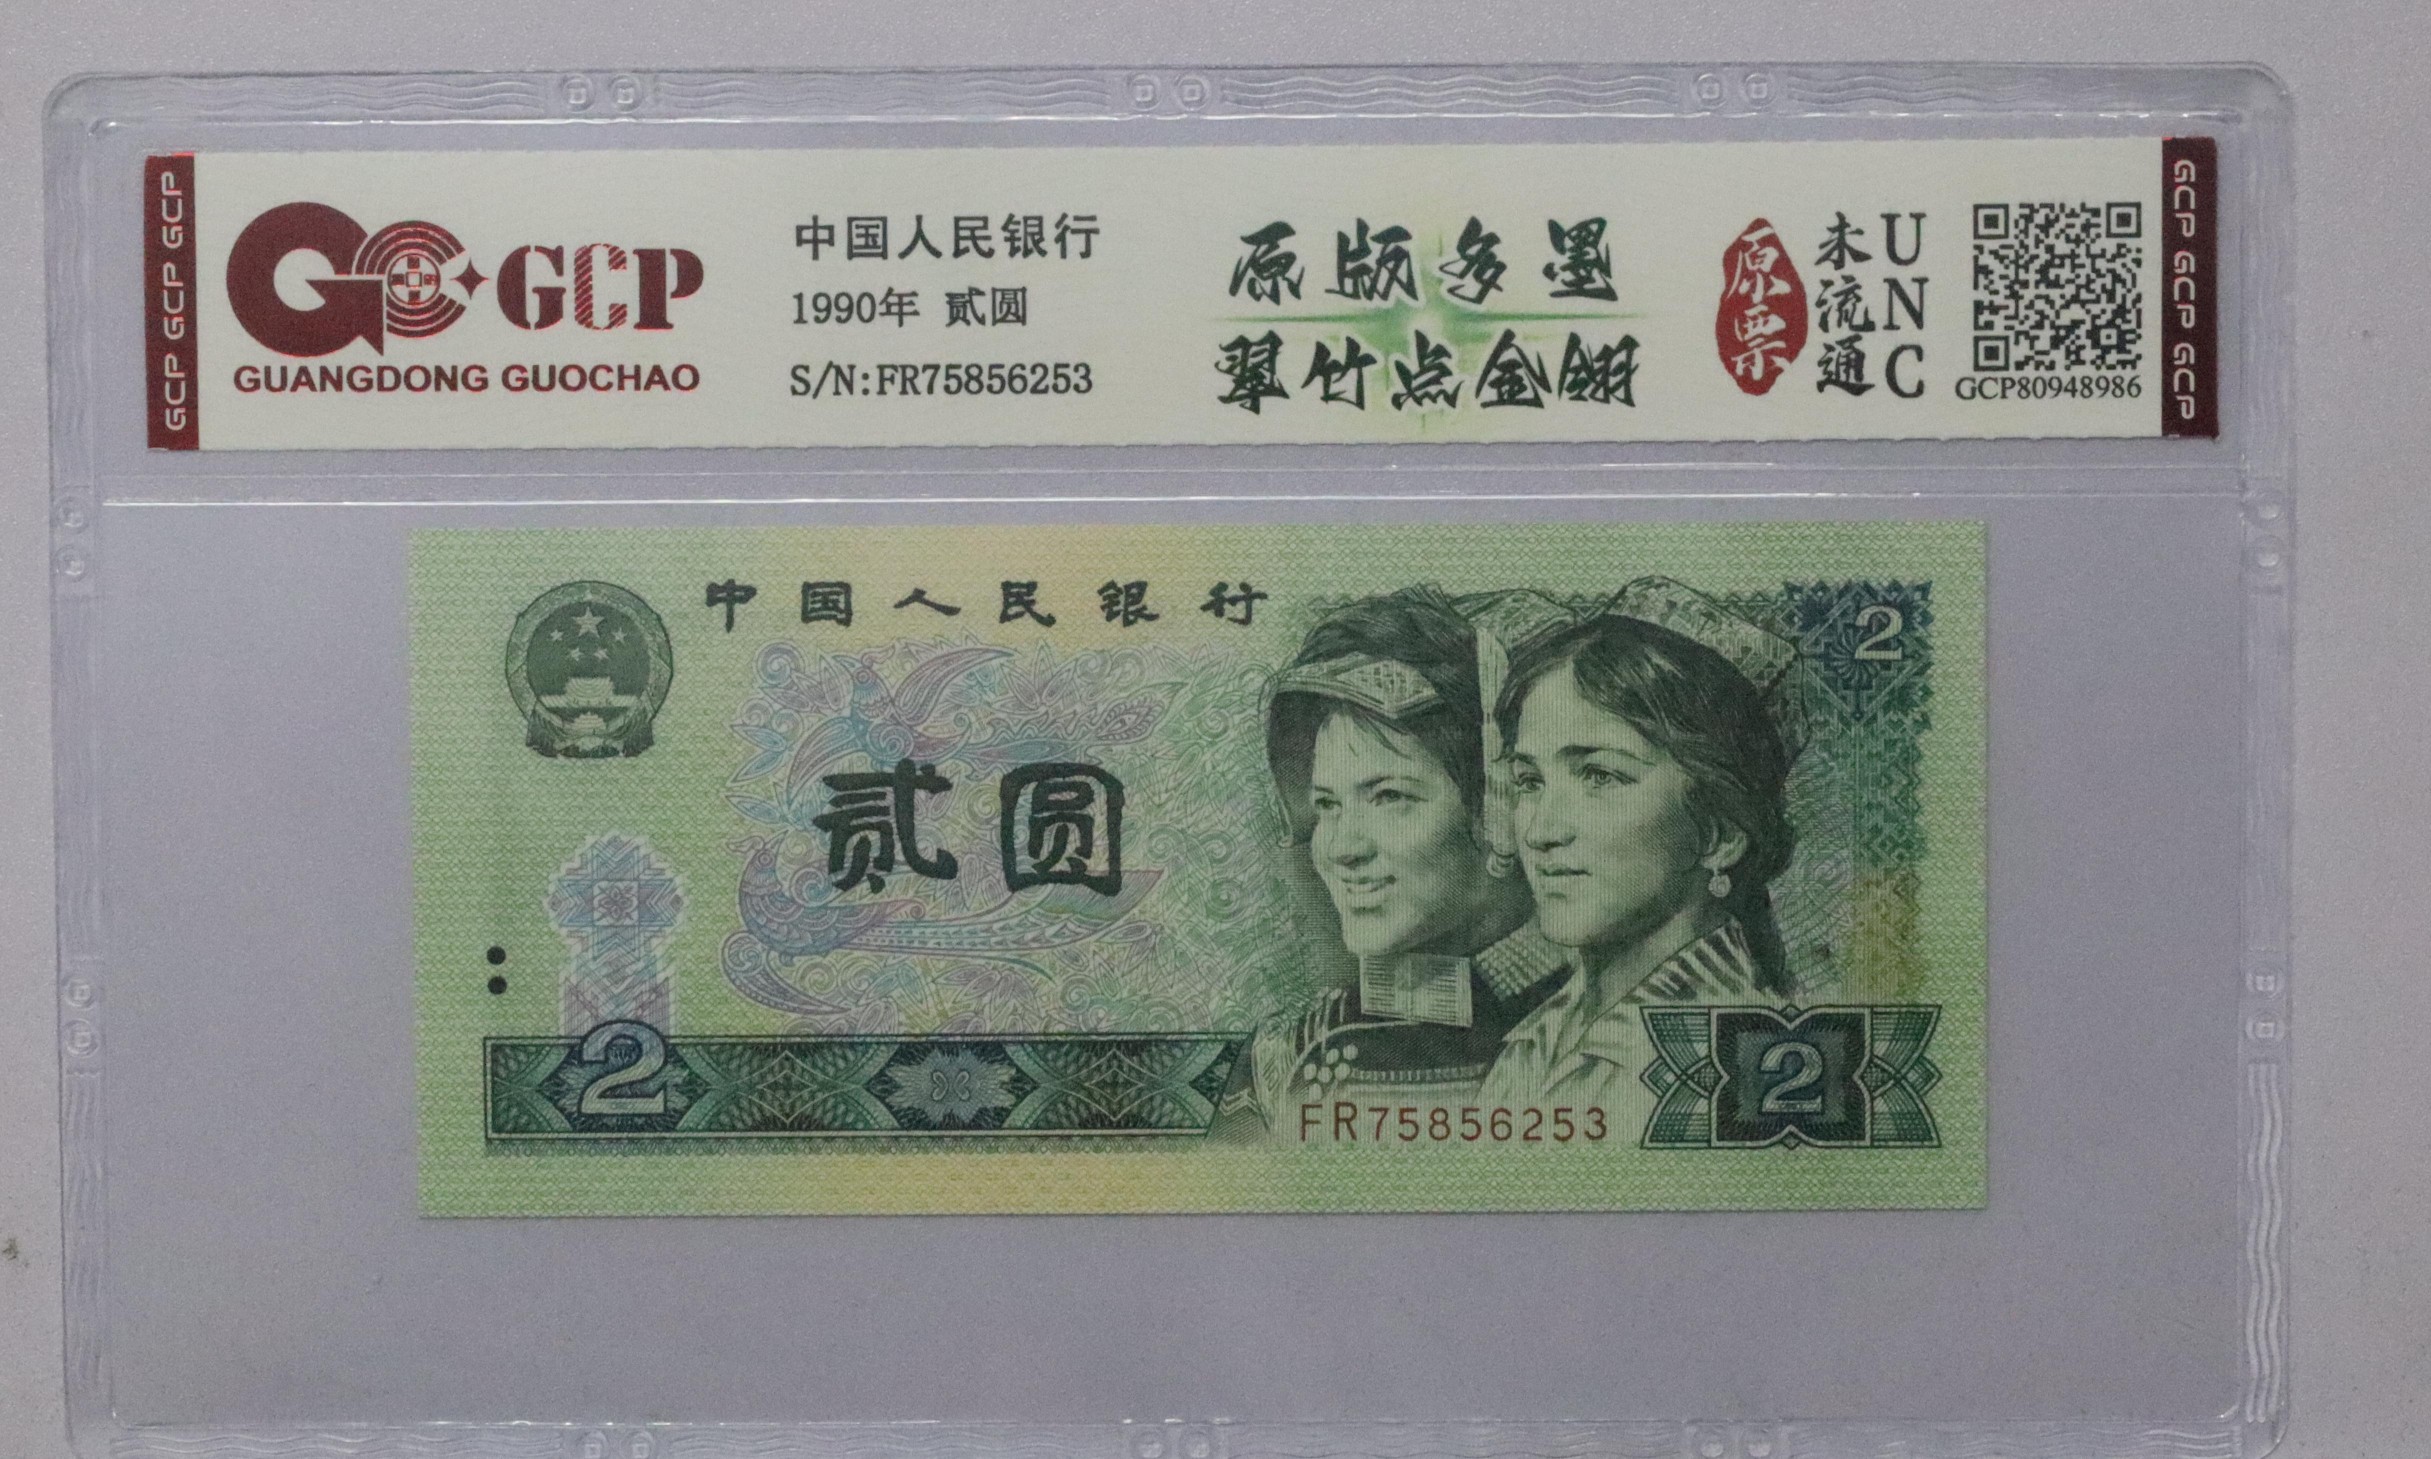 GCP GCP GCP
GCP
GUANGDONG GUOCHAO
中国人民银行
1990年 贰圆
S/N:FR75856253
原版多墨
翠竹点金翎
原票
未流通
UNC
GCP80948986
GCP GCP GCP
中国人民银行
2
贰圆
2
FR75856253
2